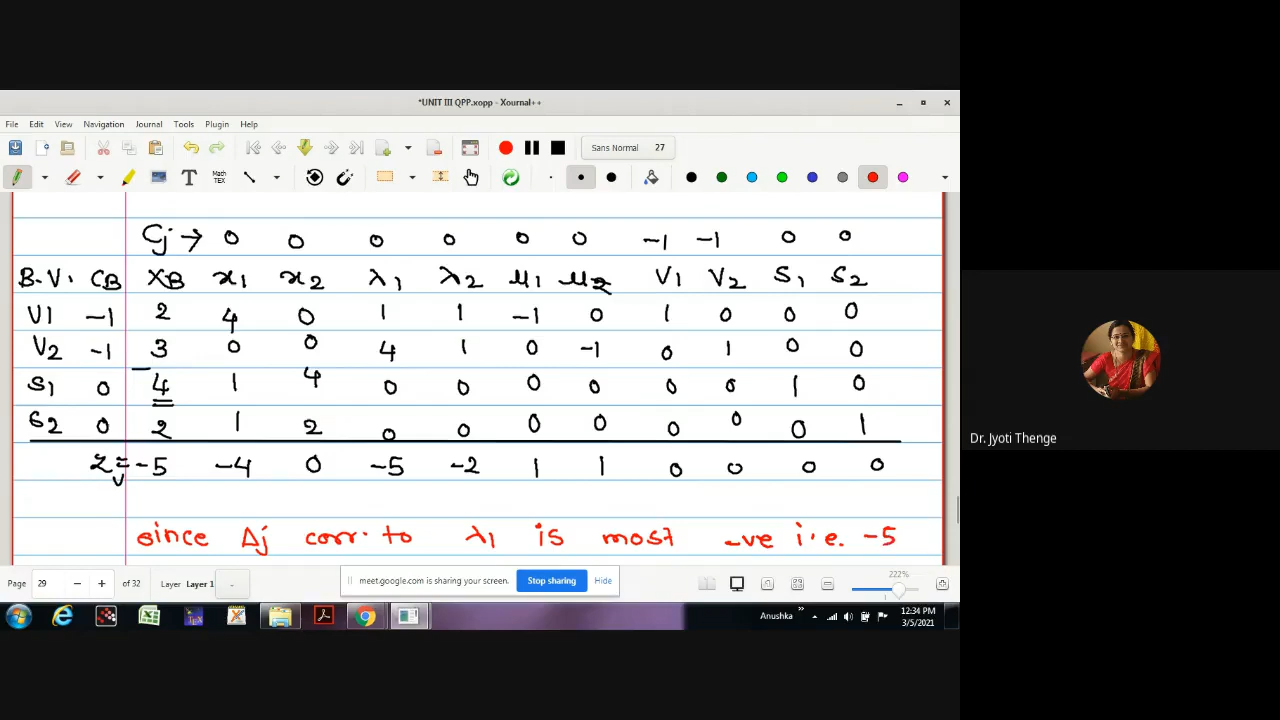 *UNIT III QPP.xopp - Xournal++
File Edit View Navigation Journal Tools Plugin Help
Sans Normal 27
Math TEX
Cj → 0 0 0 0 0 0 -1 -1 0 0
B.V. CB XB x1 x2 λ1 λ2 μ1 μ2 V1 V2 S1 S2
V1 -1 2 4 0 1 1 -1 0 1 0 0 0
V2 -1 3 0 0 4 1 0 -1 0 1 0 0
S1 0 4 1 4 0 0 0 0 0 0 1 0
S2 0 2 1 2 0 0 0 0 0 0 0 1
Z= -5 -4 0 -5 -2 1 1 0 0 0 0
since Δj corr. to λ1 is most -ve i.e. -5
Page 29 of 32 Layer Layer 1
meet.google.com is sharing your screen. Stop sharing Hide
222%
Anushka 12:34 PM
3/5/2021
Dr. Jyoti Thenge